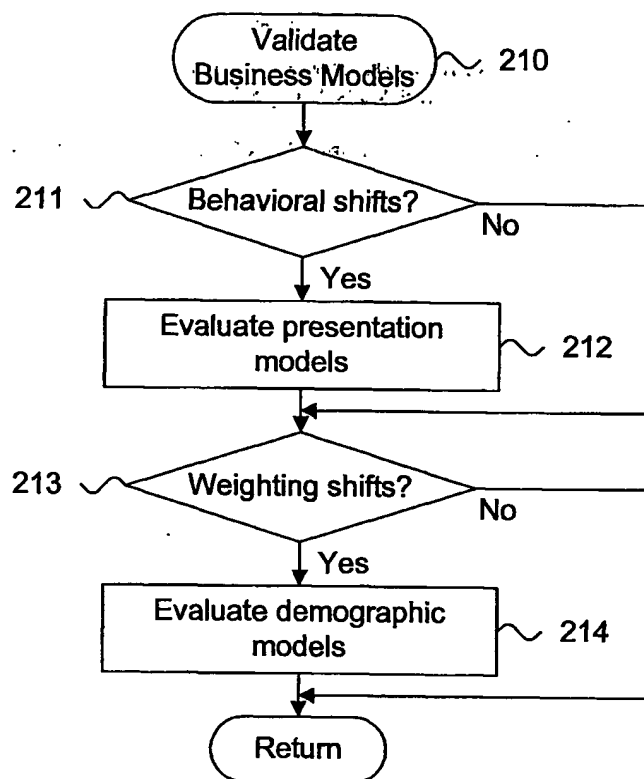 Validate
Business Models
210
211
Behavioral shifts?
No
Yes
Evaluate presentation
models
212
213
Weighting shifts?
No
Yes
Evaluate demographic
models
214
Return